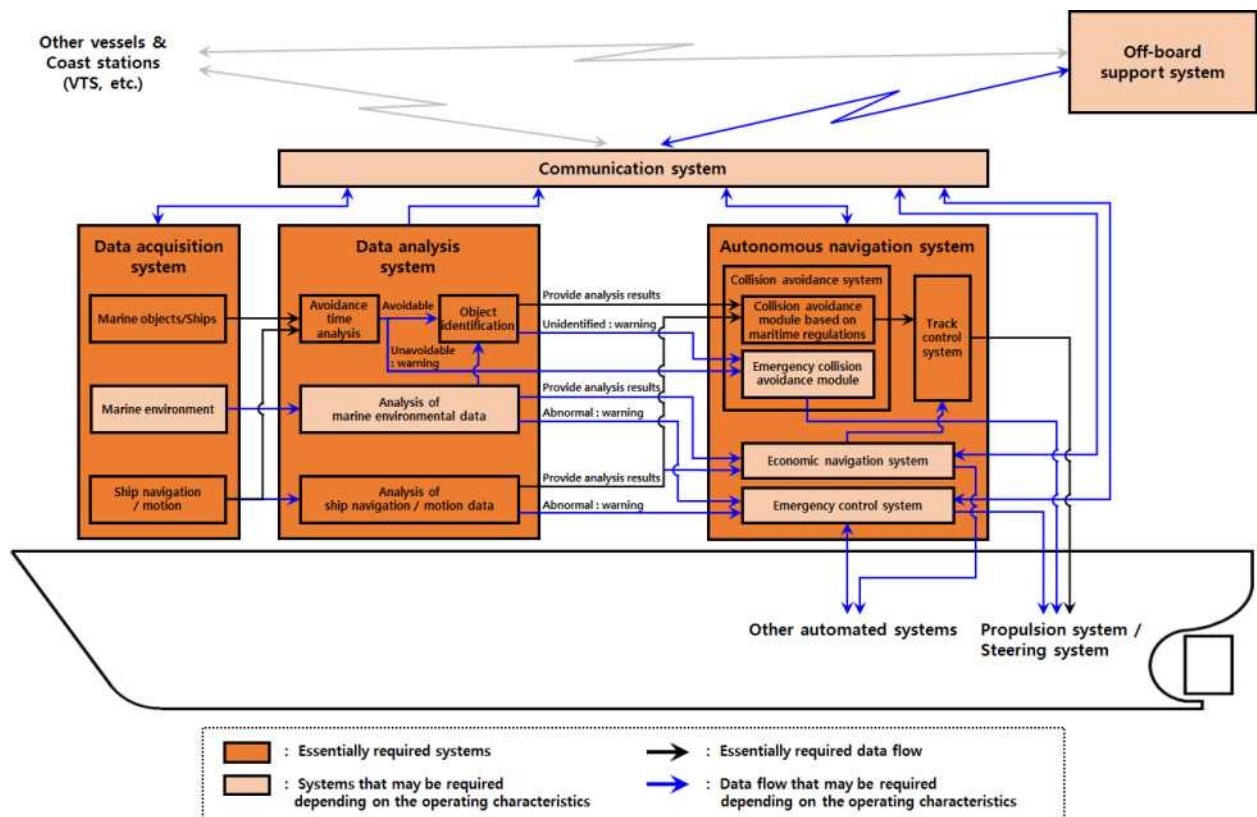 Other vessels &
Coast stations
(VTS, etc.)
Off-board
support system
Communication system
Data acquisition
system
Marine objects/Ships
Marine environment
Ship navigation
/ motion
Data analysis
system
Avoidance
time
analysis
Avoidable
Object
identification
Unavoidable
: warning
Analysis of
marine environmental data
Analysis of
ship navigation / motion data
Provide analysis results
Unidentified : warning
Provide analysis results
Abnormal : warning
Provide analysis results
Abnormal : warning
Autonomous navigation system
Collision avoidance system
Collision avoidance
module based on
maritime regulations
Emergency collision
avoidance module
Track
control
system
Economic navigation system
Emergency control system
Other automated systems
Propulsion system /
Steering system
: Essentially required systems
: Essentially required data flow
: Systems that may be required
depending on the operating characteristics
: Data flow that may be required
depending on the operating characteristics